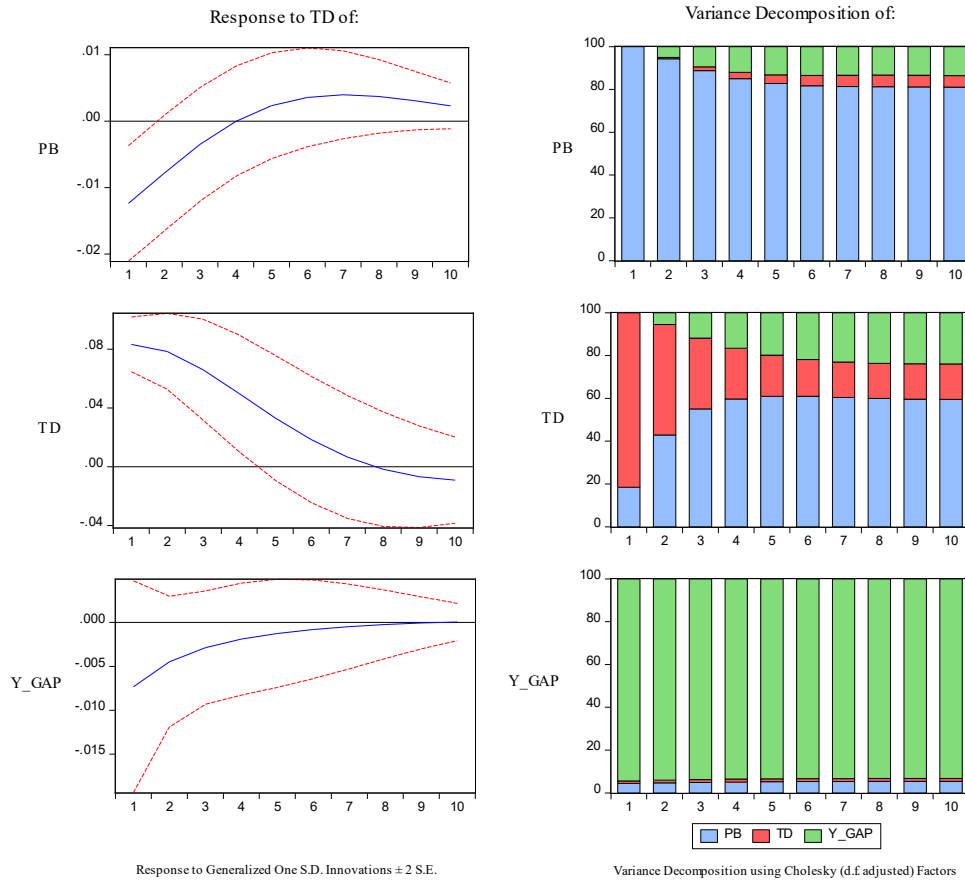 Response to TD of:
Variance Decomposition of:
.01
.00
-.01
-.02
PB
1 2 3 4 5 6 7 8 9 10
100
80
60
40
20
0
PB
1 2 3 4 5 6 7 8 9 10
.08
.04
.00
-.04
TD
1 2 3 4 5 6 7 8 9 10
100
80
60
40
20
0
TD
1 2 3 4 5 6 7 8 9 10
.000
-.005
-.010
-.015
Y_GAP
1 2 3 4 5 6 7 8 9 10
100
80
60
40
20
0
Y_GAP
1 2 3 4 5 6 7 8 9 10
PB TD Y_GAP
Response to Generalized One S.D. Innovations ± 2 S.E.
Variance Decomposition using Cholesky (d.f. adjusted) Factors